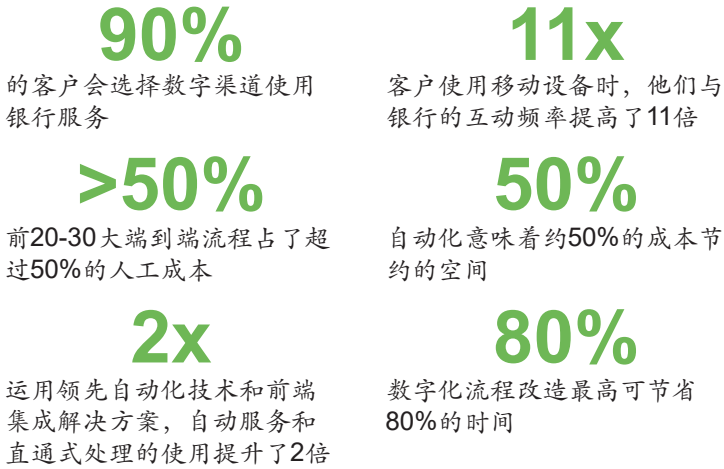 90%
的客户会选择数字渠道使用
银行服务
11x
客户使用移动设备时，他们与
银行的互动频率提高了11倍
>50%
前20-30大端到端流程占了超
过50%的人工成本
50%
自动化意味着约50%的成本节
约的空间
2x
运用领先自动化技术和前端
集成解决方案，自动服务和
直通式处理的使用提升了2倍
80%
数字化流程改造最高可节省
80%的时间